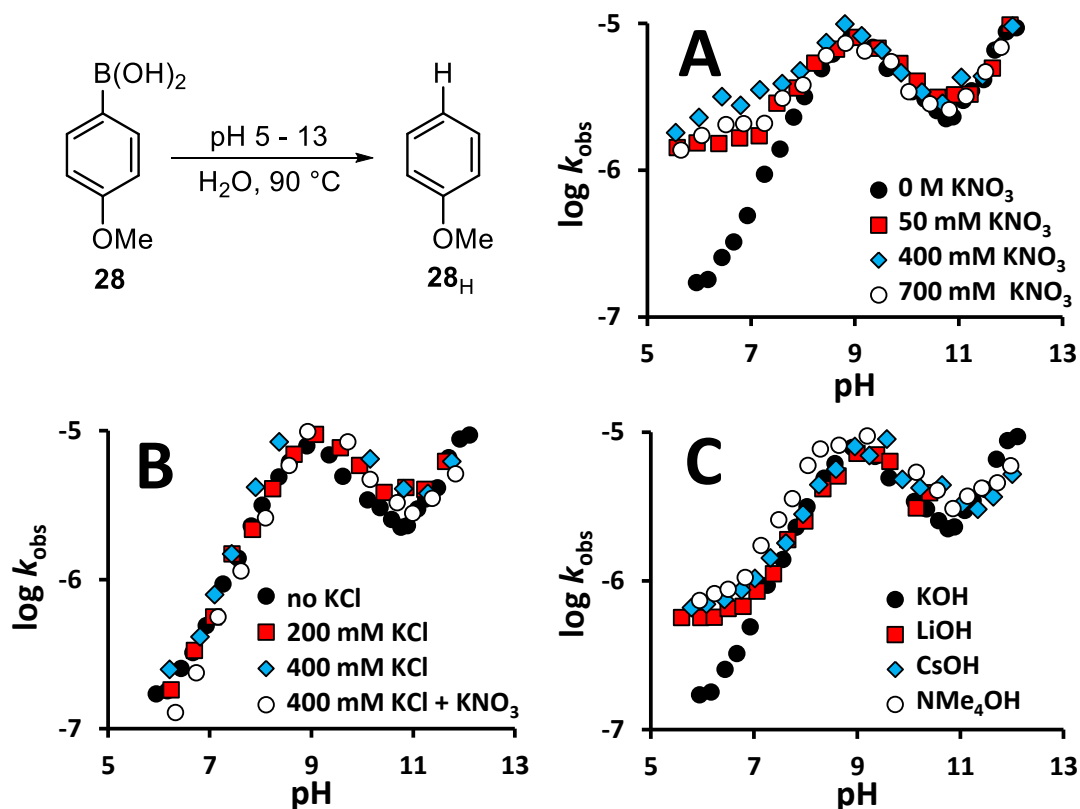 B(OH)₂
OMe
28
pH 5 - 13
H₂O, 90 °C
H
OMe
28H
A
log kobs
-5
-6
-7
5 7 9 11 13
pH
0 M KNO₃
50 mM KNO₃
400 mM KNO₃
700 mM KNO₃
B
log kobs
-5
-6
-7
5 7 9 11 13
pH
no KCl
200 mM KCl
400 mM KCl
400 mM KCl + KNO₃
C
log kobs
-5
-6
-7
5 7 9 11 13
pH
KOH
LiOH
CsOH
NMe₄OH